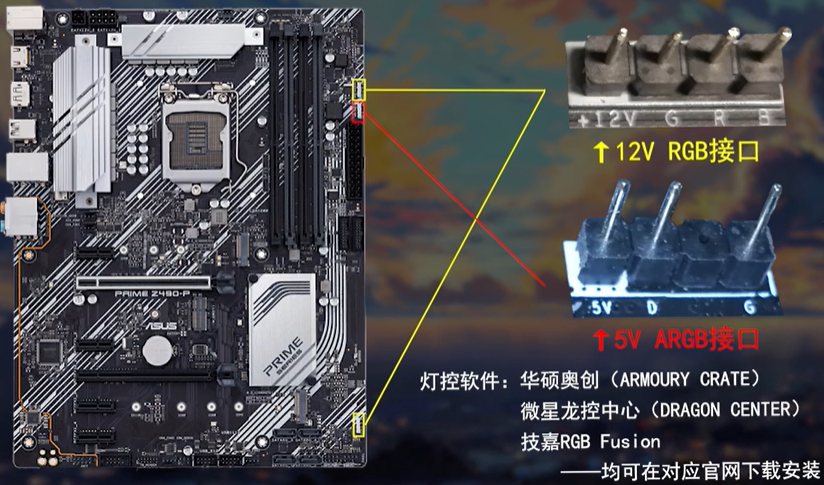 PRIME Z490-P
ASUS
PRIME
+12V G R B
↑12V RGB接口
5V D G
↑5V ARGB接口
灯控软件：华硕奥创（ARMOURY CRATE）
微星龙控中心（DRAGON CENTER）
技嘉RGB Fusion
——均可在对应官网下载安装